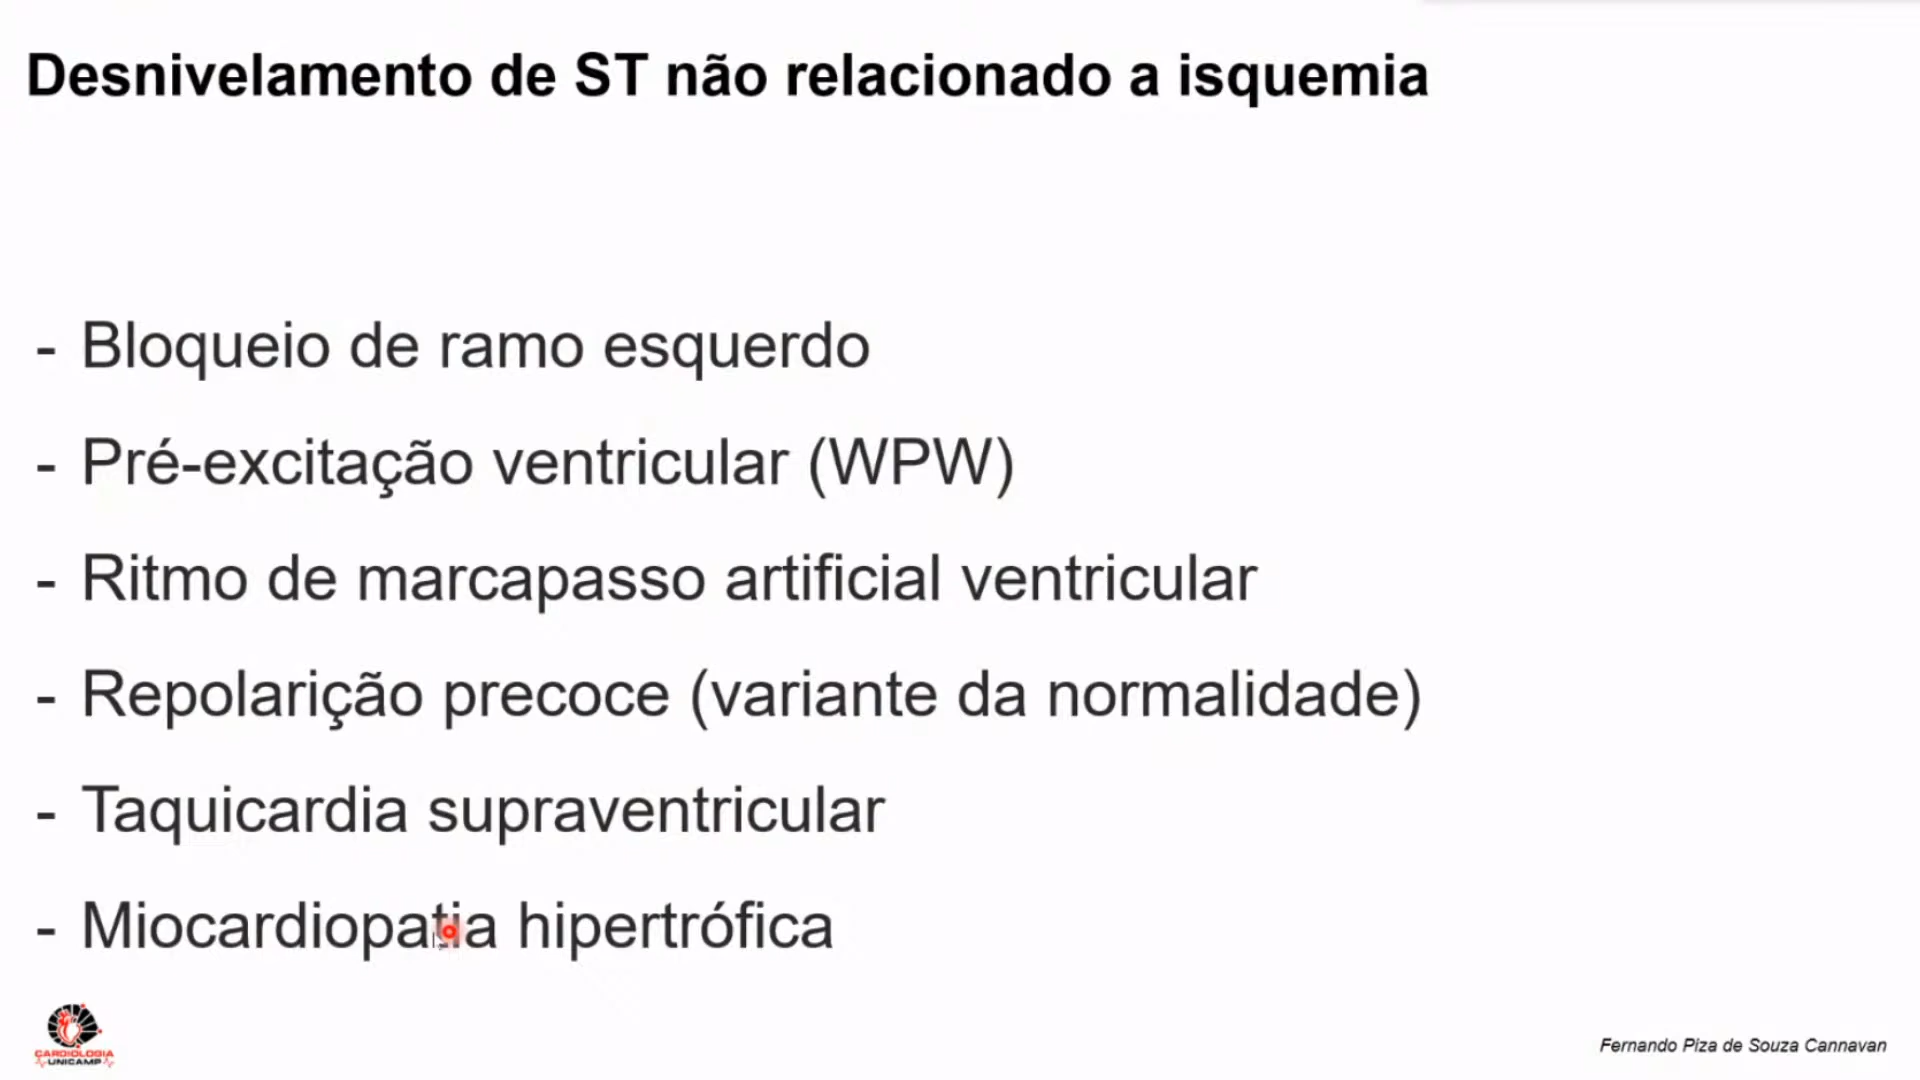 Desnivelamento de ST não relacionado a isquemia
- Bloqueio de ramo esquerdo
- Pré-excitação ventricular (WPW)
- Ritmo de marcapasso artificial ventricular
- Repolarição precoce (variante da normalidade)
- Taquicardia supraventricular
- Miocardiopatia hipertrófica
CARDIOLOGIA
UNICAMP
Fernando Piza de Souza Cannavan